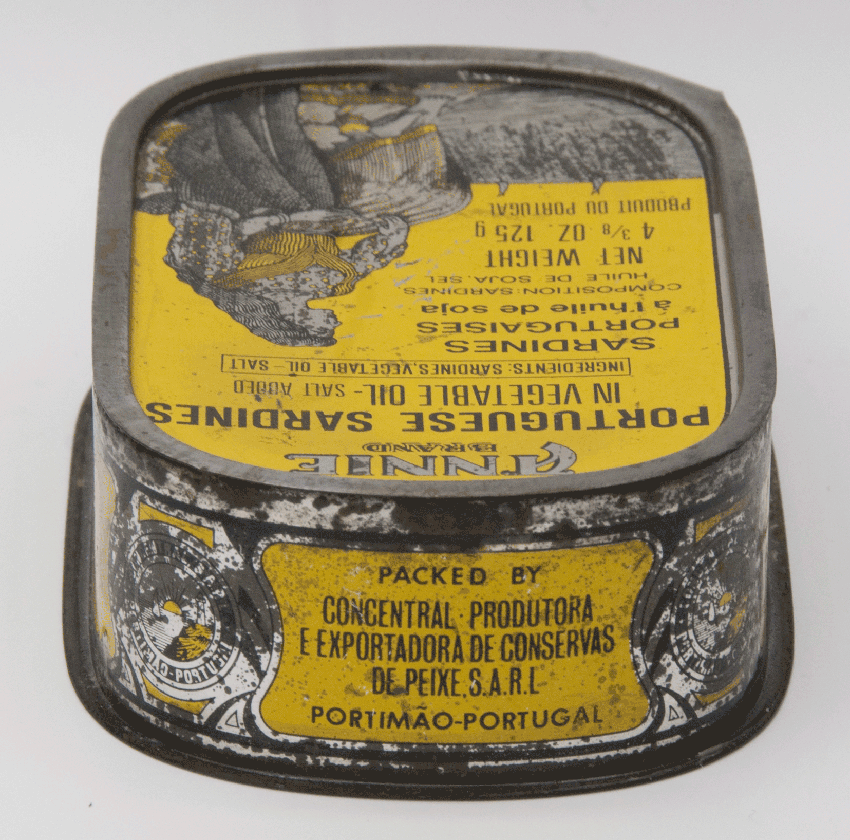 ANNIE
BRAND
PORTUGUESE SARDINES
IN VEGETABLE OIL - SALT ADDED
INGREDIENTS: SARDINES, VEGETABLE OIL - SALT
SARDINES
PORTUGAISES
à l'huile de soja
COMPOSITION: SARDINES
HUILE DE SOJA, SEL
NET WEIGHT
4 3/8 OZ. 125 g
PRODUIT DU PORTUGAL
PACKED BY
CONCENTRAL PRODUTORA
E EXPORTADORA DE CONSERVAS
DE PEIXE, S.A.R.L
PORTIMÃO-PORTUGAL
PORTIMÃO-PORTUGAL